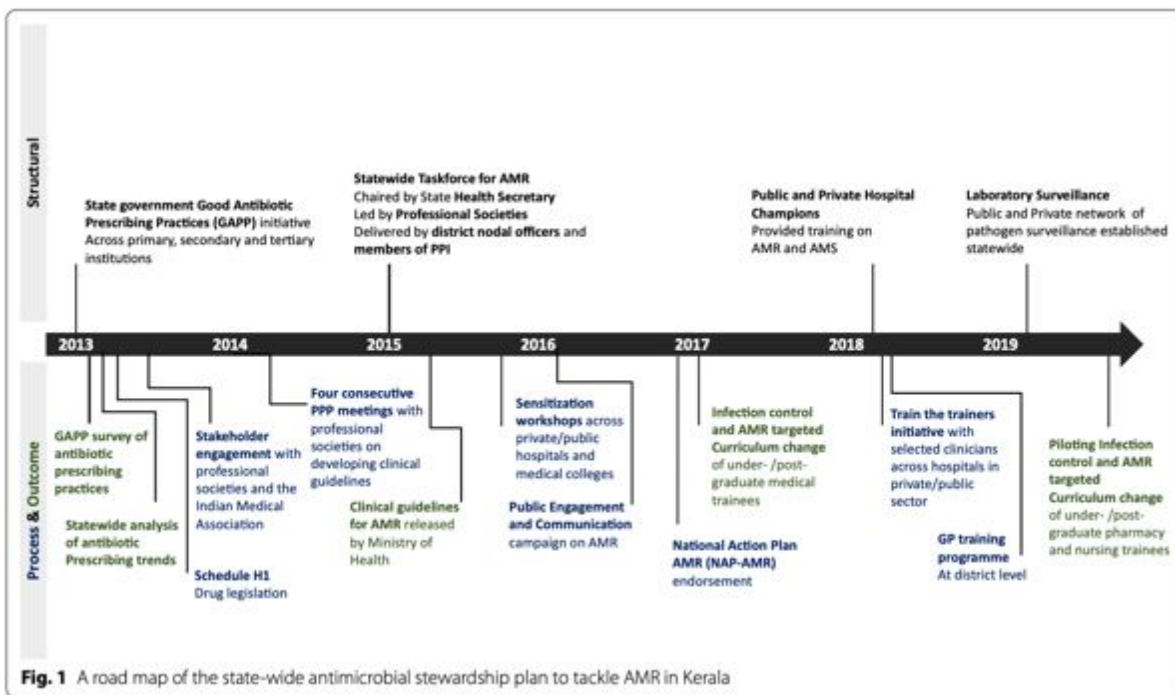 Structural
State government Good Antibiotic
Prescribing Practices (GAPP) initiative
Across primary, secondary and tertiary
institutions
Statewide Taskforce for AMR
Chaired by State Health Secretary
Led by Professional Societies
Delivered by district nodal officers and
members of PPI
Public and Private Hospital
Champions
Provided training on
AMR and AMS
Laboratory Surveillance
Public and Private network of
pathogen surveillance established
statewide
2013
2014
2015
2016
2017
2018
2019
Process & Outcome
GAPP survey of
antibiotic
prescribing
practices
Statewide analysis
of antibiotic
Prescribing trends
Stakeholder
engagement with
professional
societies and the
Indian Medical
Association
Schedule H1
Drug legislation
Four consecutive
PPP meetings with
professional
societies on
developing clinical
guidelines
Clinical guidelines
for AMR released
by Ministry of
Health
Sensitization
workshops across
private/public
hospitals and
medical colleges
Public Engagement
and Communication
campaign on AMR
Infection control
and AMR targeted
Curriculum change
of under- /post-
graduate medical
trainees
National Action Plan
AMR (NAP-AMR)
endorsement
Train the trainers
initiative with
selected clinicians
across hospitals in
private/public
sector
GP training
programme
At district level
Piloting Infection
control and AMR
targeted
Curriculum change
of under- /post-
graduate pharmacy
and nursing trainees
Fig. 1 A road map of the state-wide antimicrobial stewardship plan to tackle AMR in Kerala